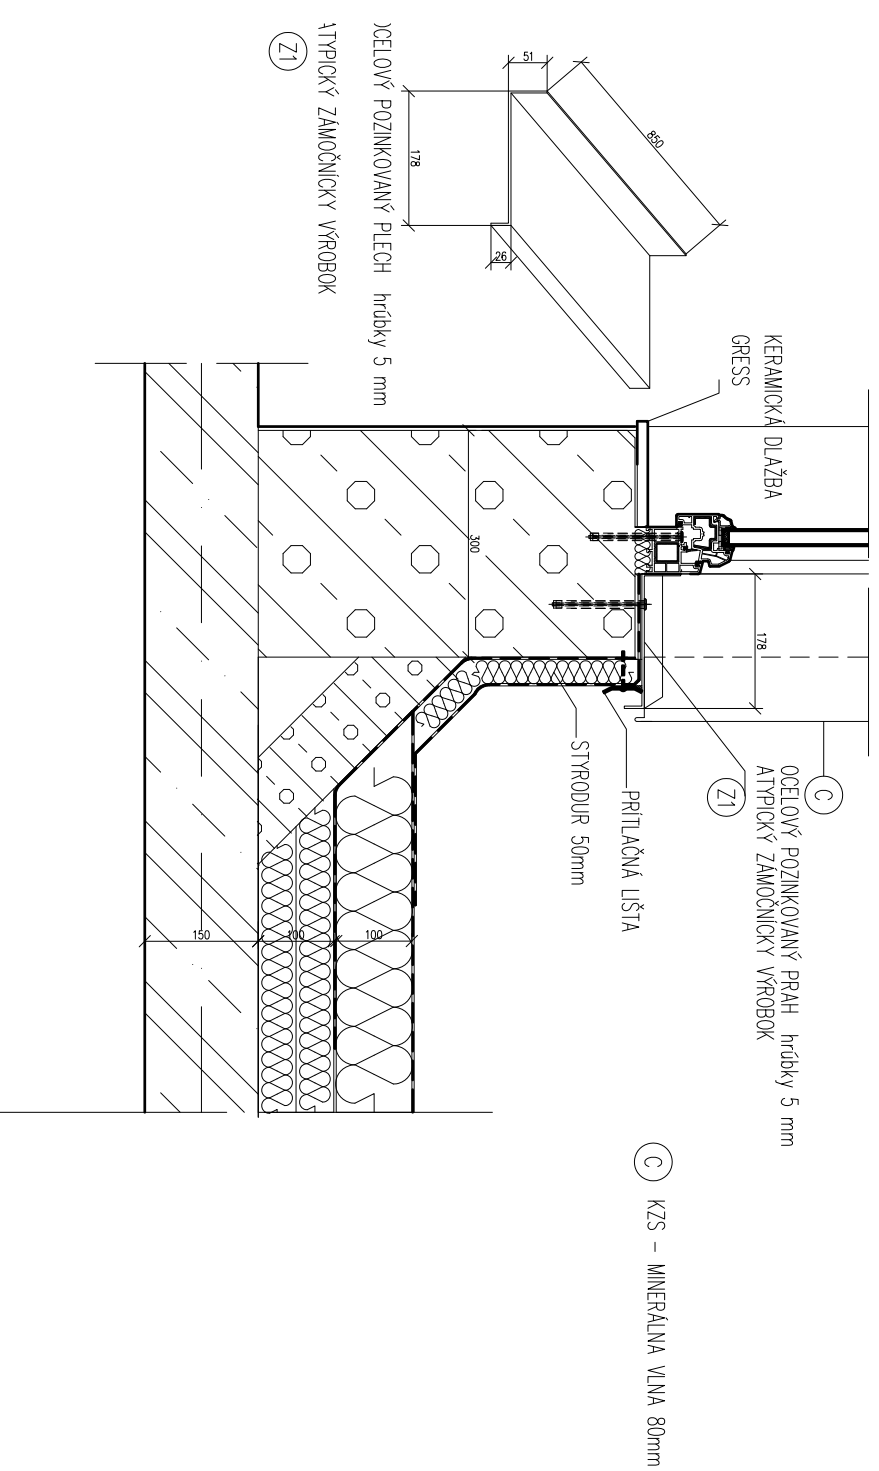 OCELOVÝ POZINKOVANÝ PLECH hrúbky 5 mm
ATYPICKÝ ZÁMOČNÍCKY VÝROBOK
Z1
51
850
178
26
KERAMICKÁ DLAŽBA
GRESS
300
178
C
OCELOVÝ POZINKOVANÝ PRAH hrúbky 5 mm
ATYPICKÝ ZÁMOČNÍCKY VÝROBOK
Z1
PRÍTLAČNÁ LIŠTA
STYRODUR 50mm
150
100
100
C KZS – MINERÁLNA VLNA 80mm